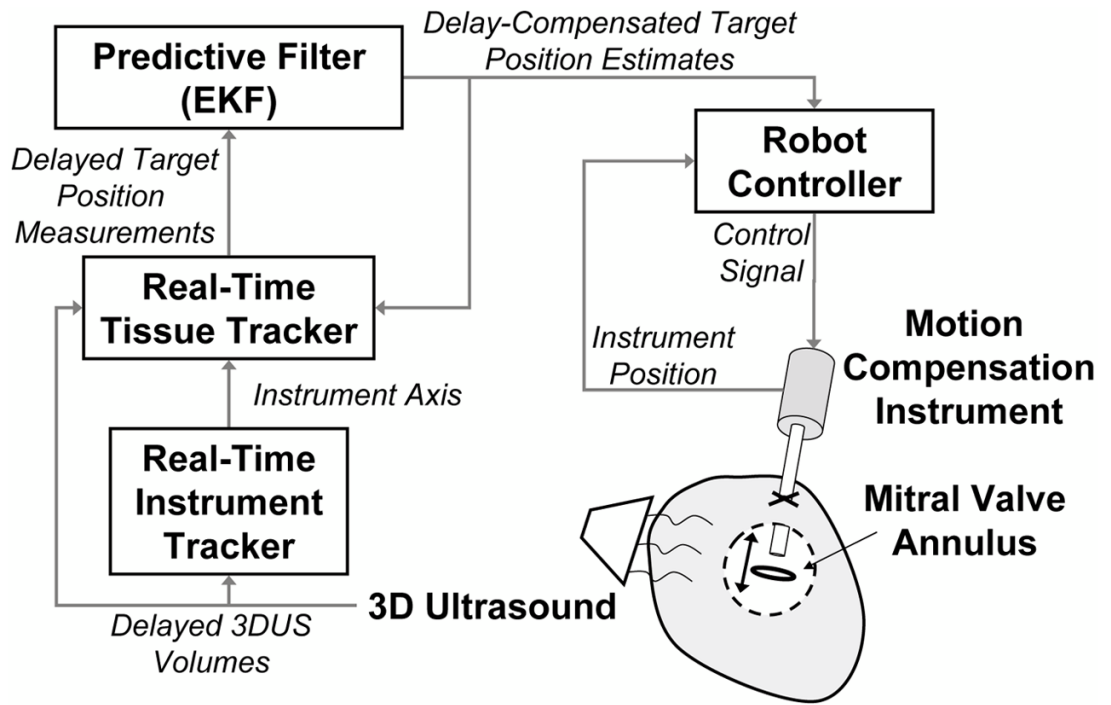 Delay-Compensated Target
Position Estimates
Predictive Filter
(EKF)
Delayed Target
Position
Measurements
Robot
Controller
Control
Signal
Real-Time
Tissue Tracker
Instrument
Position
Motion
Compensation
Instrument
Instrument Axis
Real-Time
Instrument
Tracker
Mitral Valve
Annulus
3D Ultrasound
Delayed 3DUS
Volumes